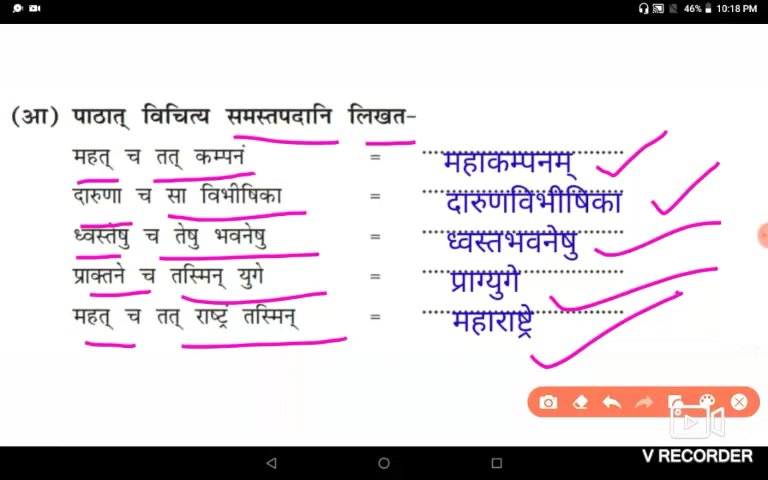 46% 10:18 PM
(आ) पाठात् विचित्य समस्तपदानि लिखत-
महत् च तत् कम्पनं = महाकम्पनम्
दारुणा च सा विभीषिका = दारुणविभीषिका
ध्वस्तेषु च तेषु भवनेषु = ध्वस्तभवनेषु
प्राक्तने च तस्मिन् युगे = प्राग्युगे
महत् च तत् राष्ट्रं तस्मिन् = महाराष्ट्रे
V RECORDER